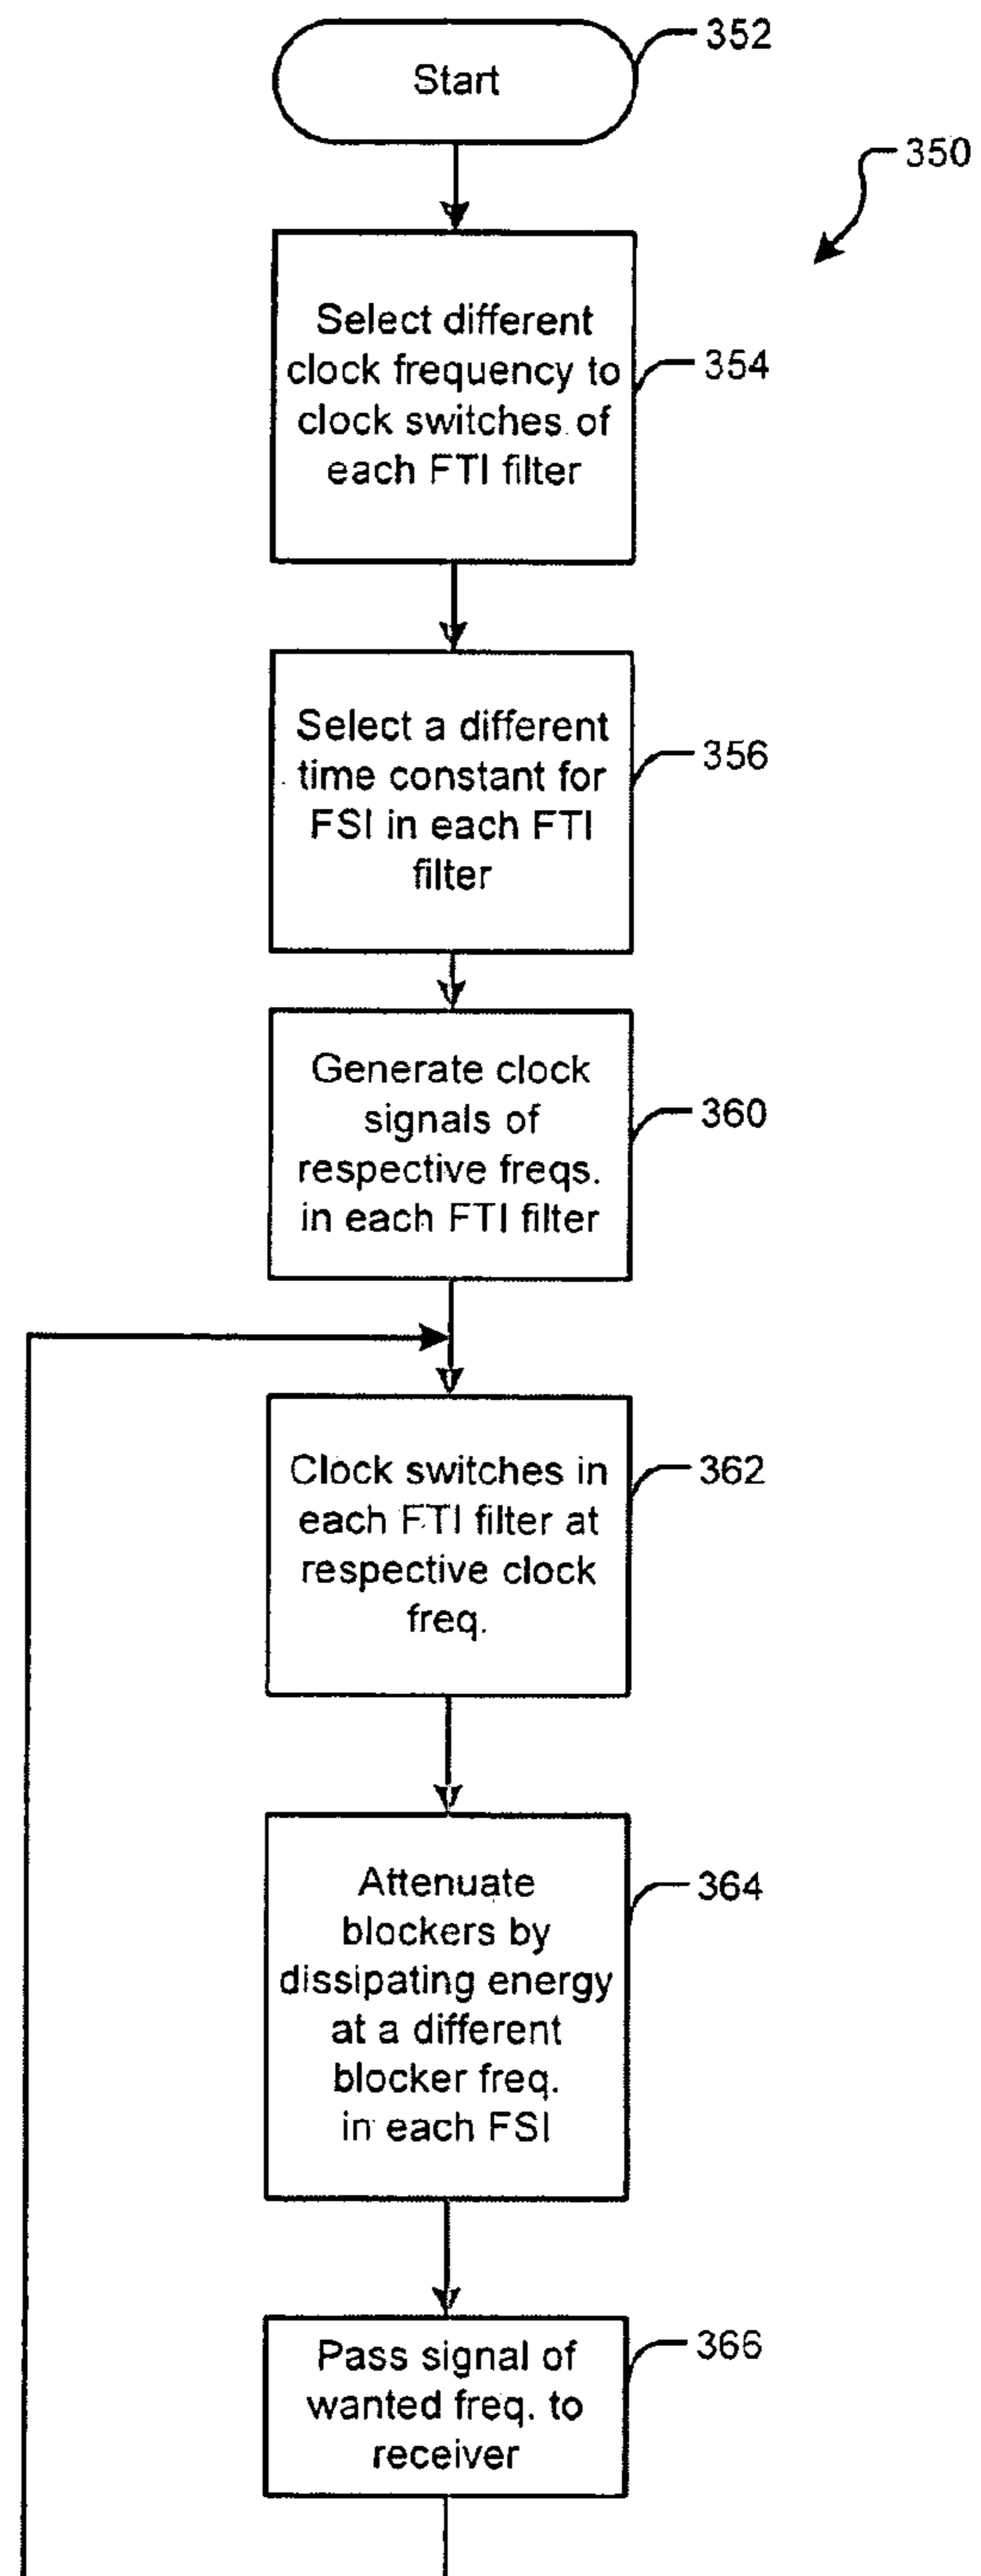 Start
352
350
Select different
clock frequency to
clock switches of
each FTI filter
354
Select a different
time constant for
FSI in each FTI
filter
356
Generate clock
signals of
respective freqs.
in each FTI filter
360
Clock switches in
each FTI filter at
respective clock
freq.
362
Attenuate
blockers by
dissipating energy
at a different
blocker freq.
in each FSI
364
Pass signal of
wanted freq. to
receiver
366